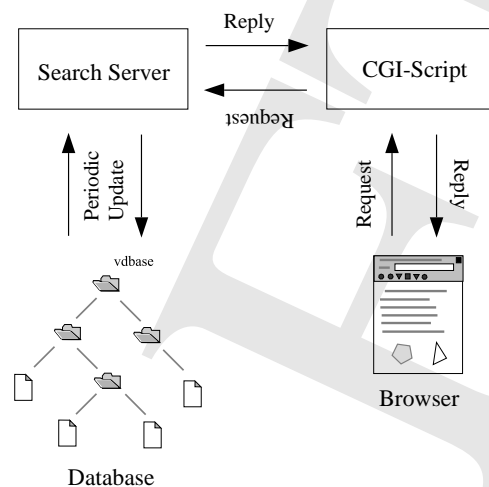 Reply
Search Server
CGI-Script
Request
Periodic
Update
Request
Reply
vdbase
Browser
Database